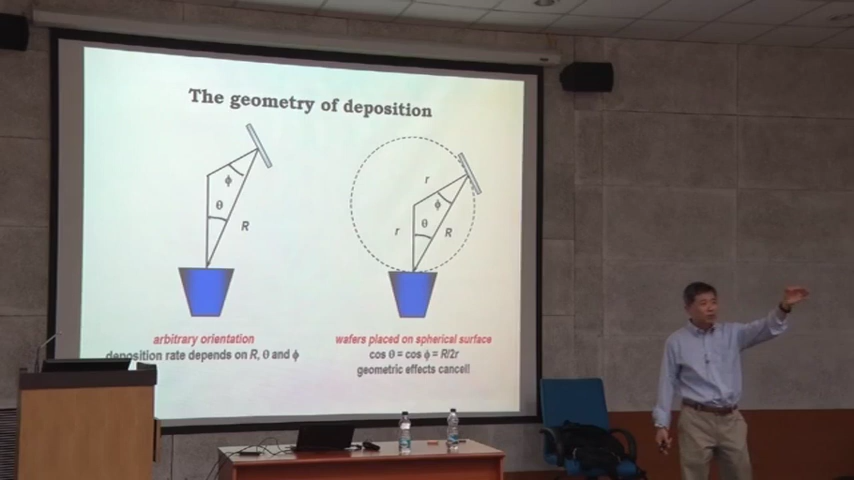 The geometry of deposition
ϕ
θ
R
r
ϕ
θ
r
R
arbitrary orientation
deposition rate depends on R, θ and ϕ
wafers placed on spherical surface
cos θ = cos ϕ = R/2r
geometric effects cancel!